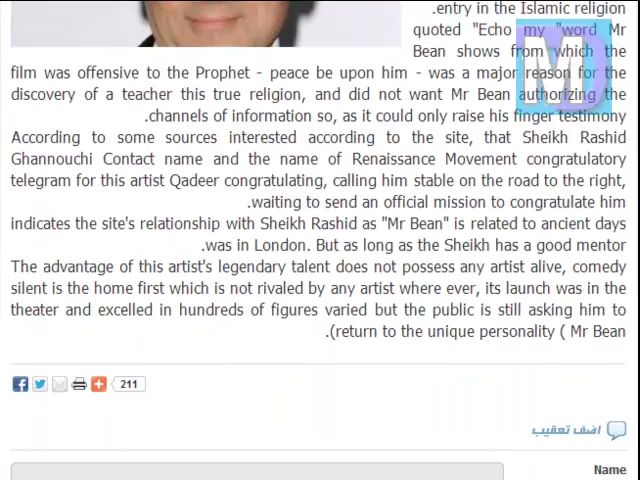 .entry in the Islamic religion
quoted "Echo my "word Mr
Bean shows from which the
film was offensive to the Prophet - peace be upon him - was a major reason for the
discovery of a teacher this true religion, and did not want Mr Bean authorizing the
.channels of information so, as it could only raise his finger testimony
According to some sources interested according to the site, that Sheikh Rashid
Ghannouchi Contact name and the name of Renaissance Movement congratulatory
telegram for this artist Qadeer congratulating, calling him stable on the road to the right,
.waiting to send an official mission to congratulate him
indicates the site's relationship with Sheikh Rashid as "Mr Bean" is related to ancient days
.was in London. But as long as the Sheikh has a good mentor
The advantage of this artist's legendary talent does not possess any artist alive, comedy
silent is the home first which is not rivaled by any artist where ever, its launch was in the
theater and excelled in hundreds of figures varied but the public is still asking him to
.(return to the unique personality ( Mr Bean
211
اضف تعقيب
Name
MD